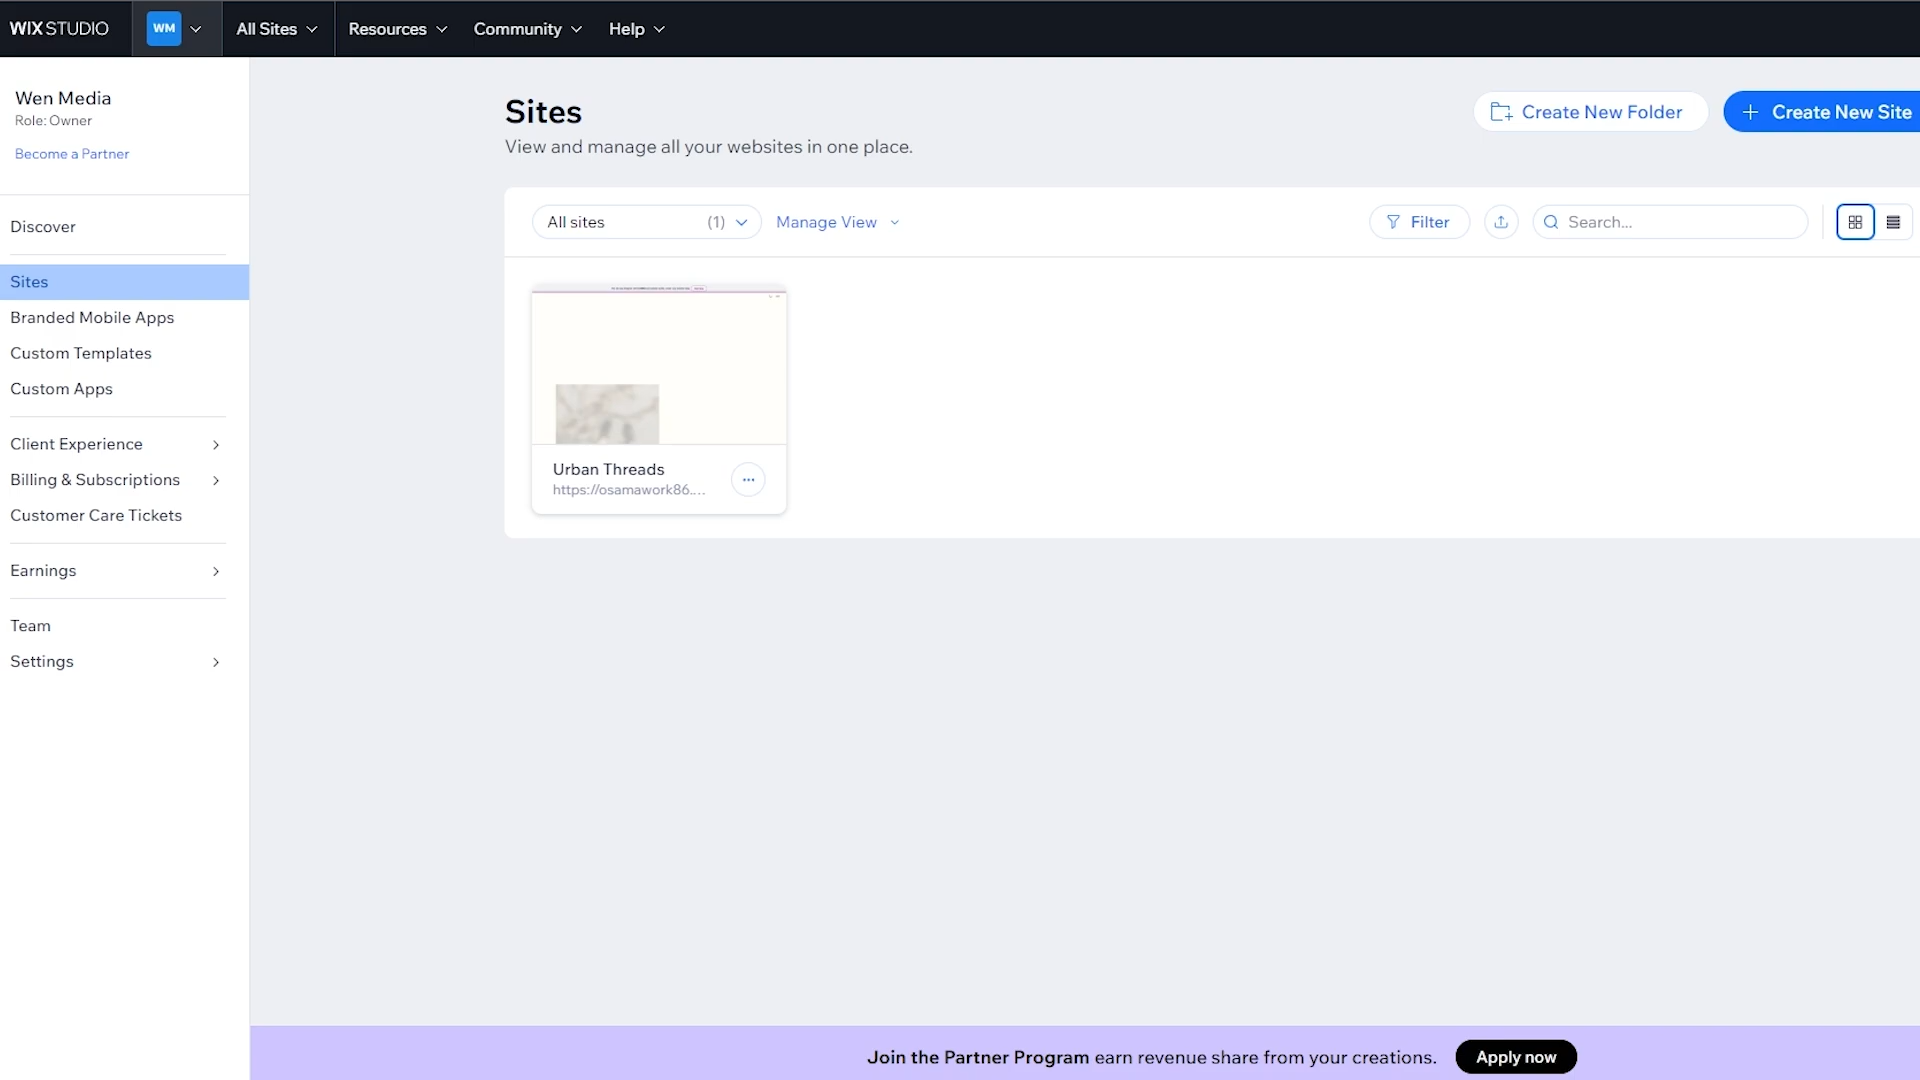 WIX STUDIO
WM
All Sites
Resources
Community
Help
Wen Media
Role: Owner
Become a Partner
Discover
Sites
Branded Mobile Apps
Custom Templates
Custom Apps
Client Experience
Billing & Subscriptions
Customer Care Tickets
Earnings
Team
Settings
Sites
View and manage all your websites in one place.
Create New Folder
Create New Site
All sites (1)
Manage View
Filter
Search...
Urban Threads
https://osamawork86....
Join the Partner Program earn revenue share from your creations.
Apply now